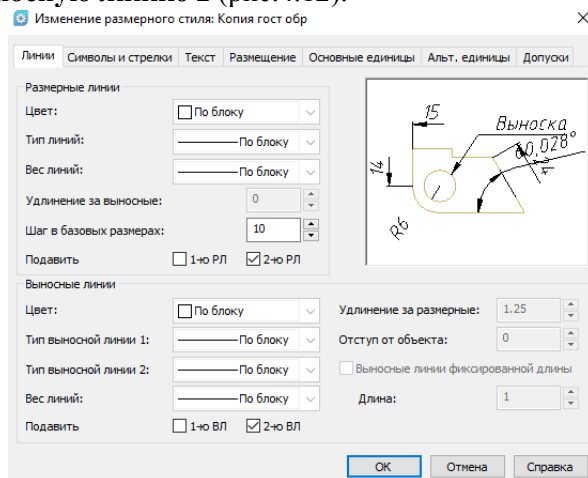 Изменение размерного стиля: Копия гост обр
Линии Символы и стрелки Текст Размещение Основные единицы Альт. единицы Допуски
Размерные линии
Цвет: По блоку
Тип линий: По блоку
Вес линий: По блоку
Удлинение за выносные: 0
Шаг в базовых размерах: 10
Подавить 1-ю РЛ 2-ю РЛ
15
Выноска
60,028°
14
R6
Выносные линии
Цвет: По блоку
Удлинение за размерные: 1.25
Тип выносной линии 1: По блоку
Отступ от объекта: 0
Тип выносной линии 2: По блоку
Выносные линии фиксированной длины
Вес линий: По блоку
Длина: 1
Подавить 1-ю ВЛ 2-ю ВЛ
ОК Отмена Справка